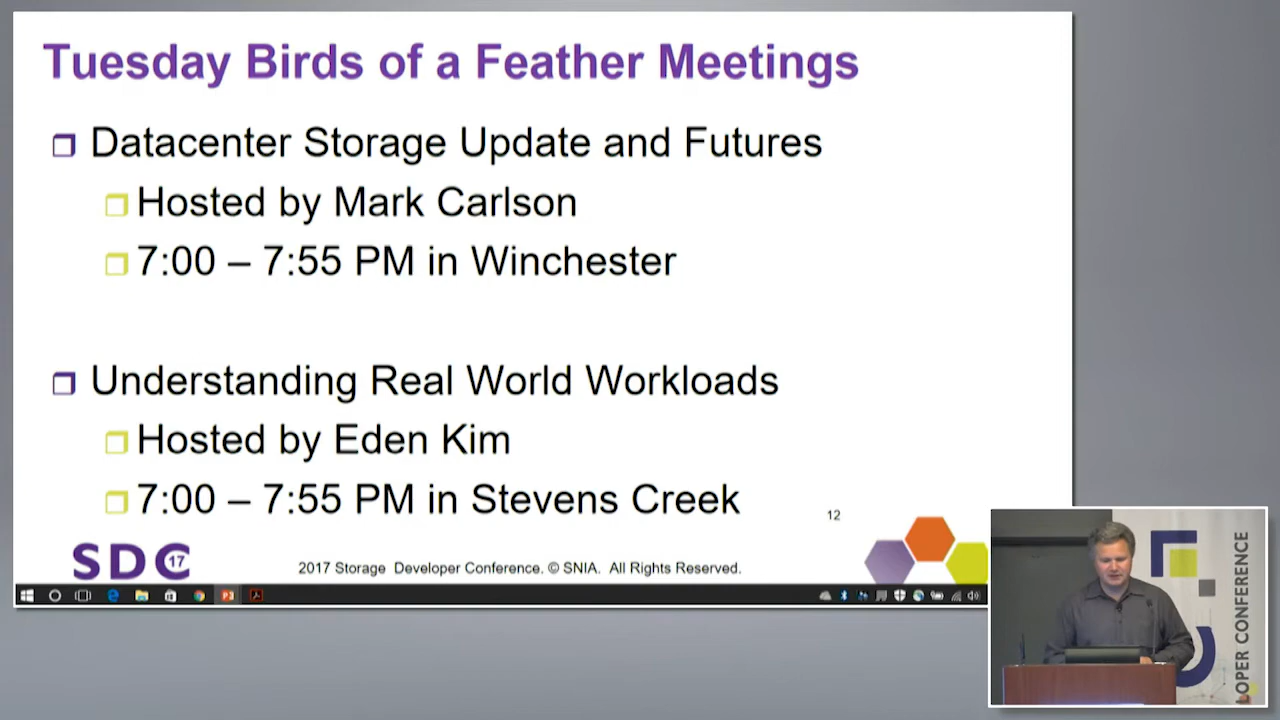 Tuesday Birds of a Feather Meetings
Datacenter Storage Update and Futures
Hosted by Mark Carlson
7:00 – 7:55 PM in Winchester
Understanding Real World Workloads
Hosted by Eden Kim
7:00 – 7:55 PM in Stevens Creek
12
SDC 17
2017 Storage Developer Conference. © SNIA. All Rights Reserved.
OPER CONFERENCE